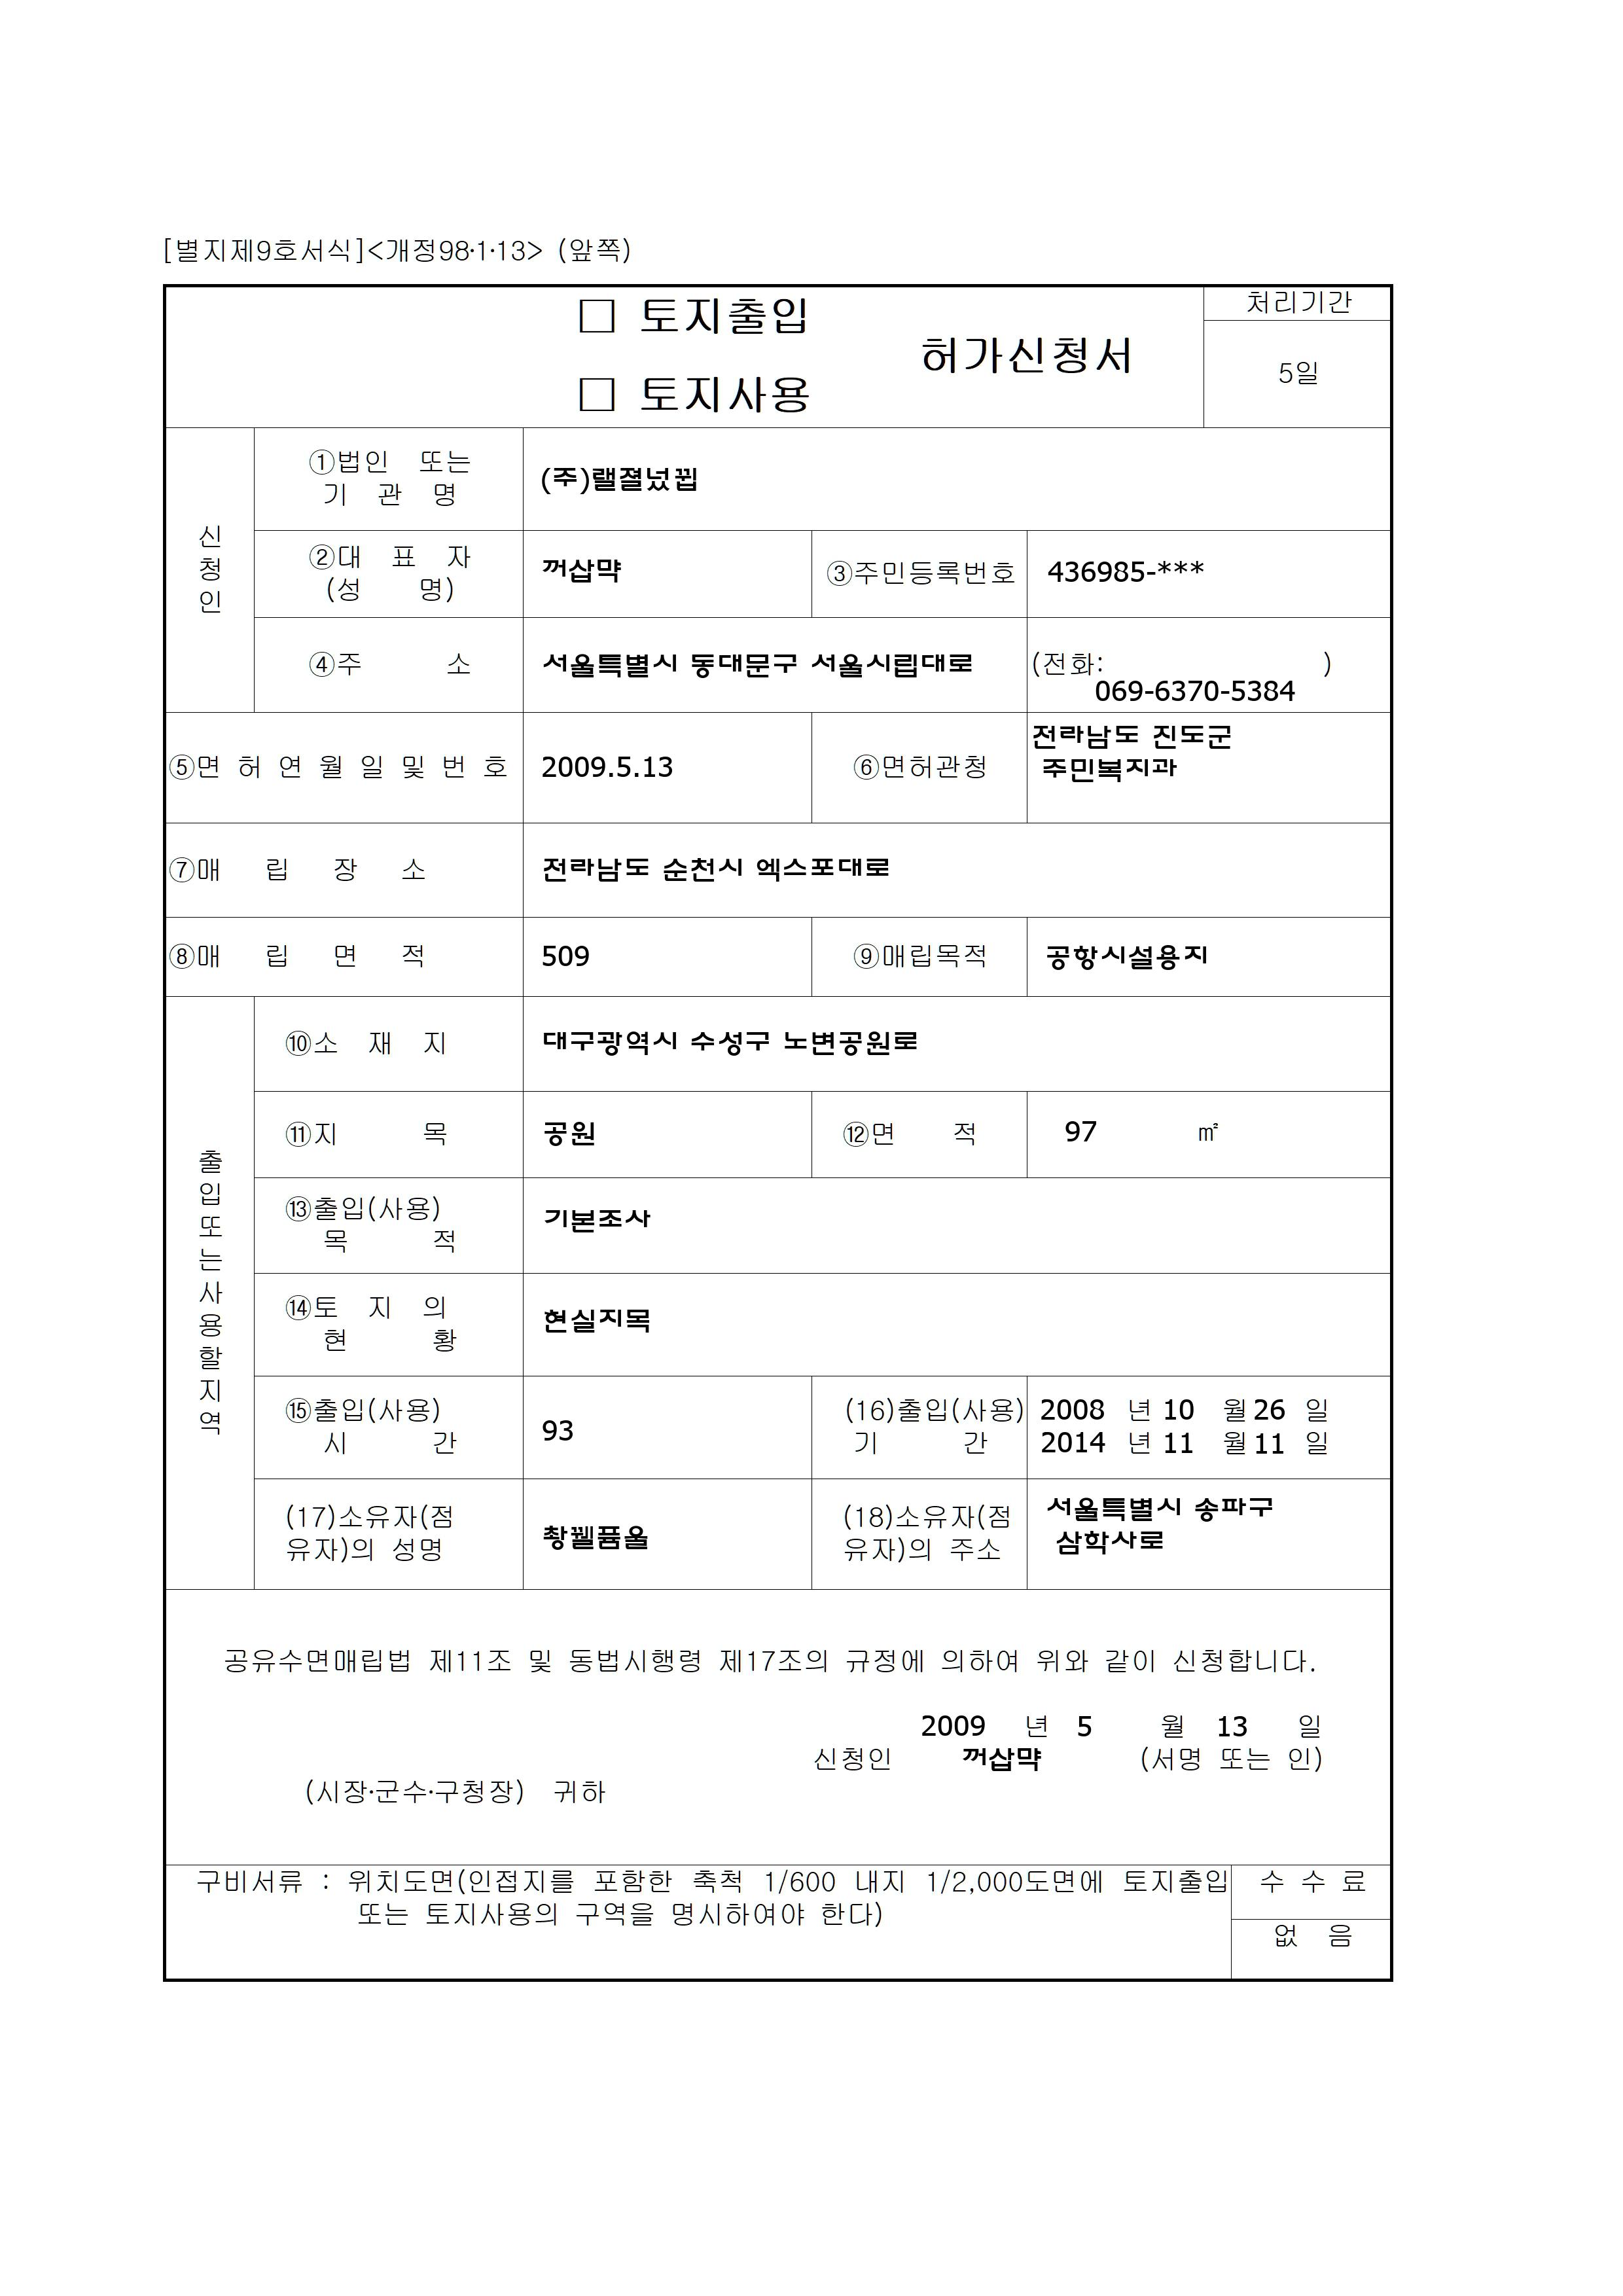 [별지제9호서식]<개정98·1·13> (앞쪽)
□ 토지출입
□ 토지사용
허가신청서
처리기간
5일
신청인
①법인 또는
기 관 명
(주)랠졀넜뀝
②대 표 자
(성 명)
꺼삽먁
③주민등록번호
436985-***
④주 소
서울특별시 동대문구 서울시립대로
(전화: )
069-6370-5384
⑤면 허 연 월 일 및 번 호
2009.5.13
⑥면허관청
전라남도 진도군
주민복지과
⑦매 립 장 소
전라남도 순천시 엑스포대로
⑧매 립 면 적
509
⑨매립목적
공항시설용지
출입또는사용할지역
⑩소 재 지
대구광역시 수성구 노변공원로
⑪지 목
공원
⑫면 적
97 ㎡
⑬출입(사용)
목 적
기본조사
⑭토 지 의
현 황
현실지목
⑮출입(사용)
시 간
93
(16)출입(사용)
기 간
2008 년 10 월 26 일
2014 년 11 월 11 일
(17)소유자(점
유자)의 성명
(18)소유자(점
유자)의 주소
서울특별시 송파구
삼학사로
공유수면매립법 제11조 및 동법시행령 제17조의 규정에 의하여 위와 같이 신청합니다.
2009 년 5 월 13 일
신청인 꺼삽먁 (서명 또는 인)
(시장·군수·구청장) 귀하
구비서류 : 위치도면(인접지를 포함한 축척 1/600 내지 1/2,000도면에 토지출입
또는 토지사용의 구역을 명시하여야 한다)
수 수 료
없 음